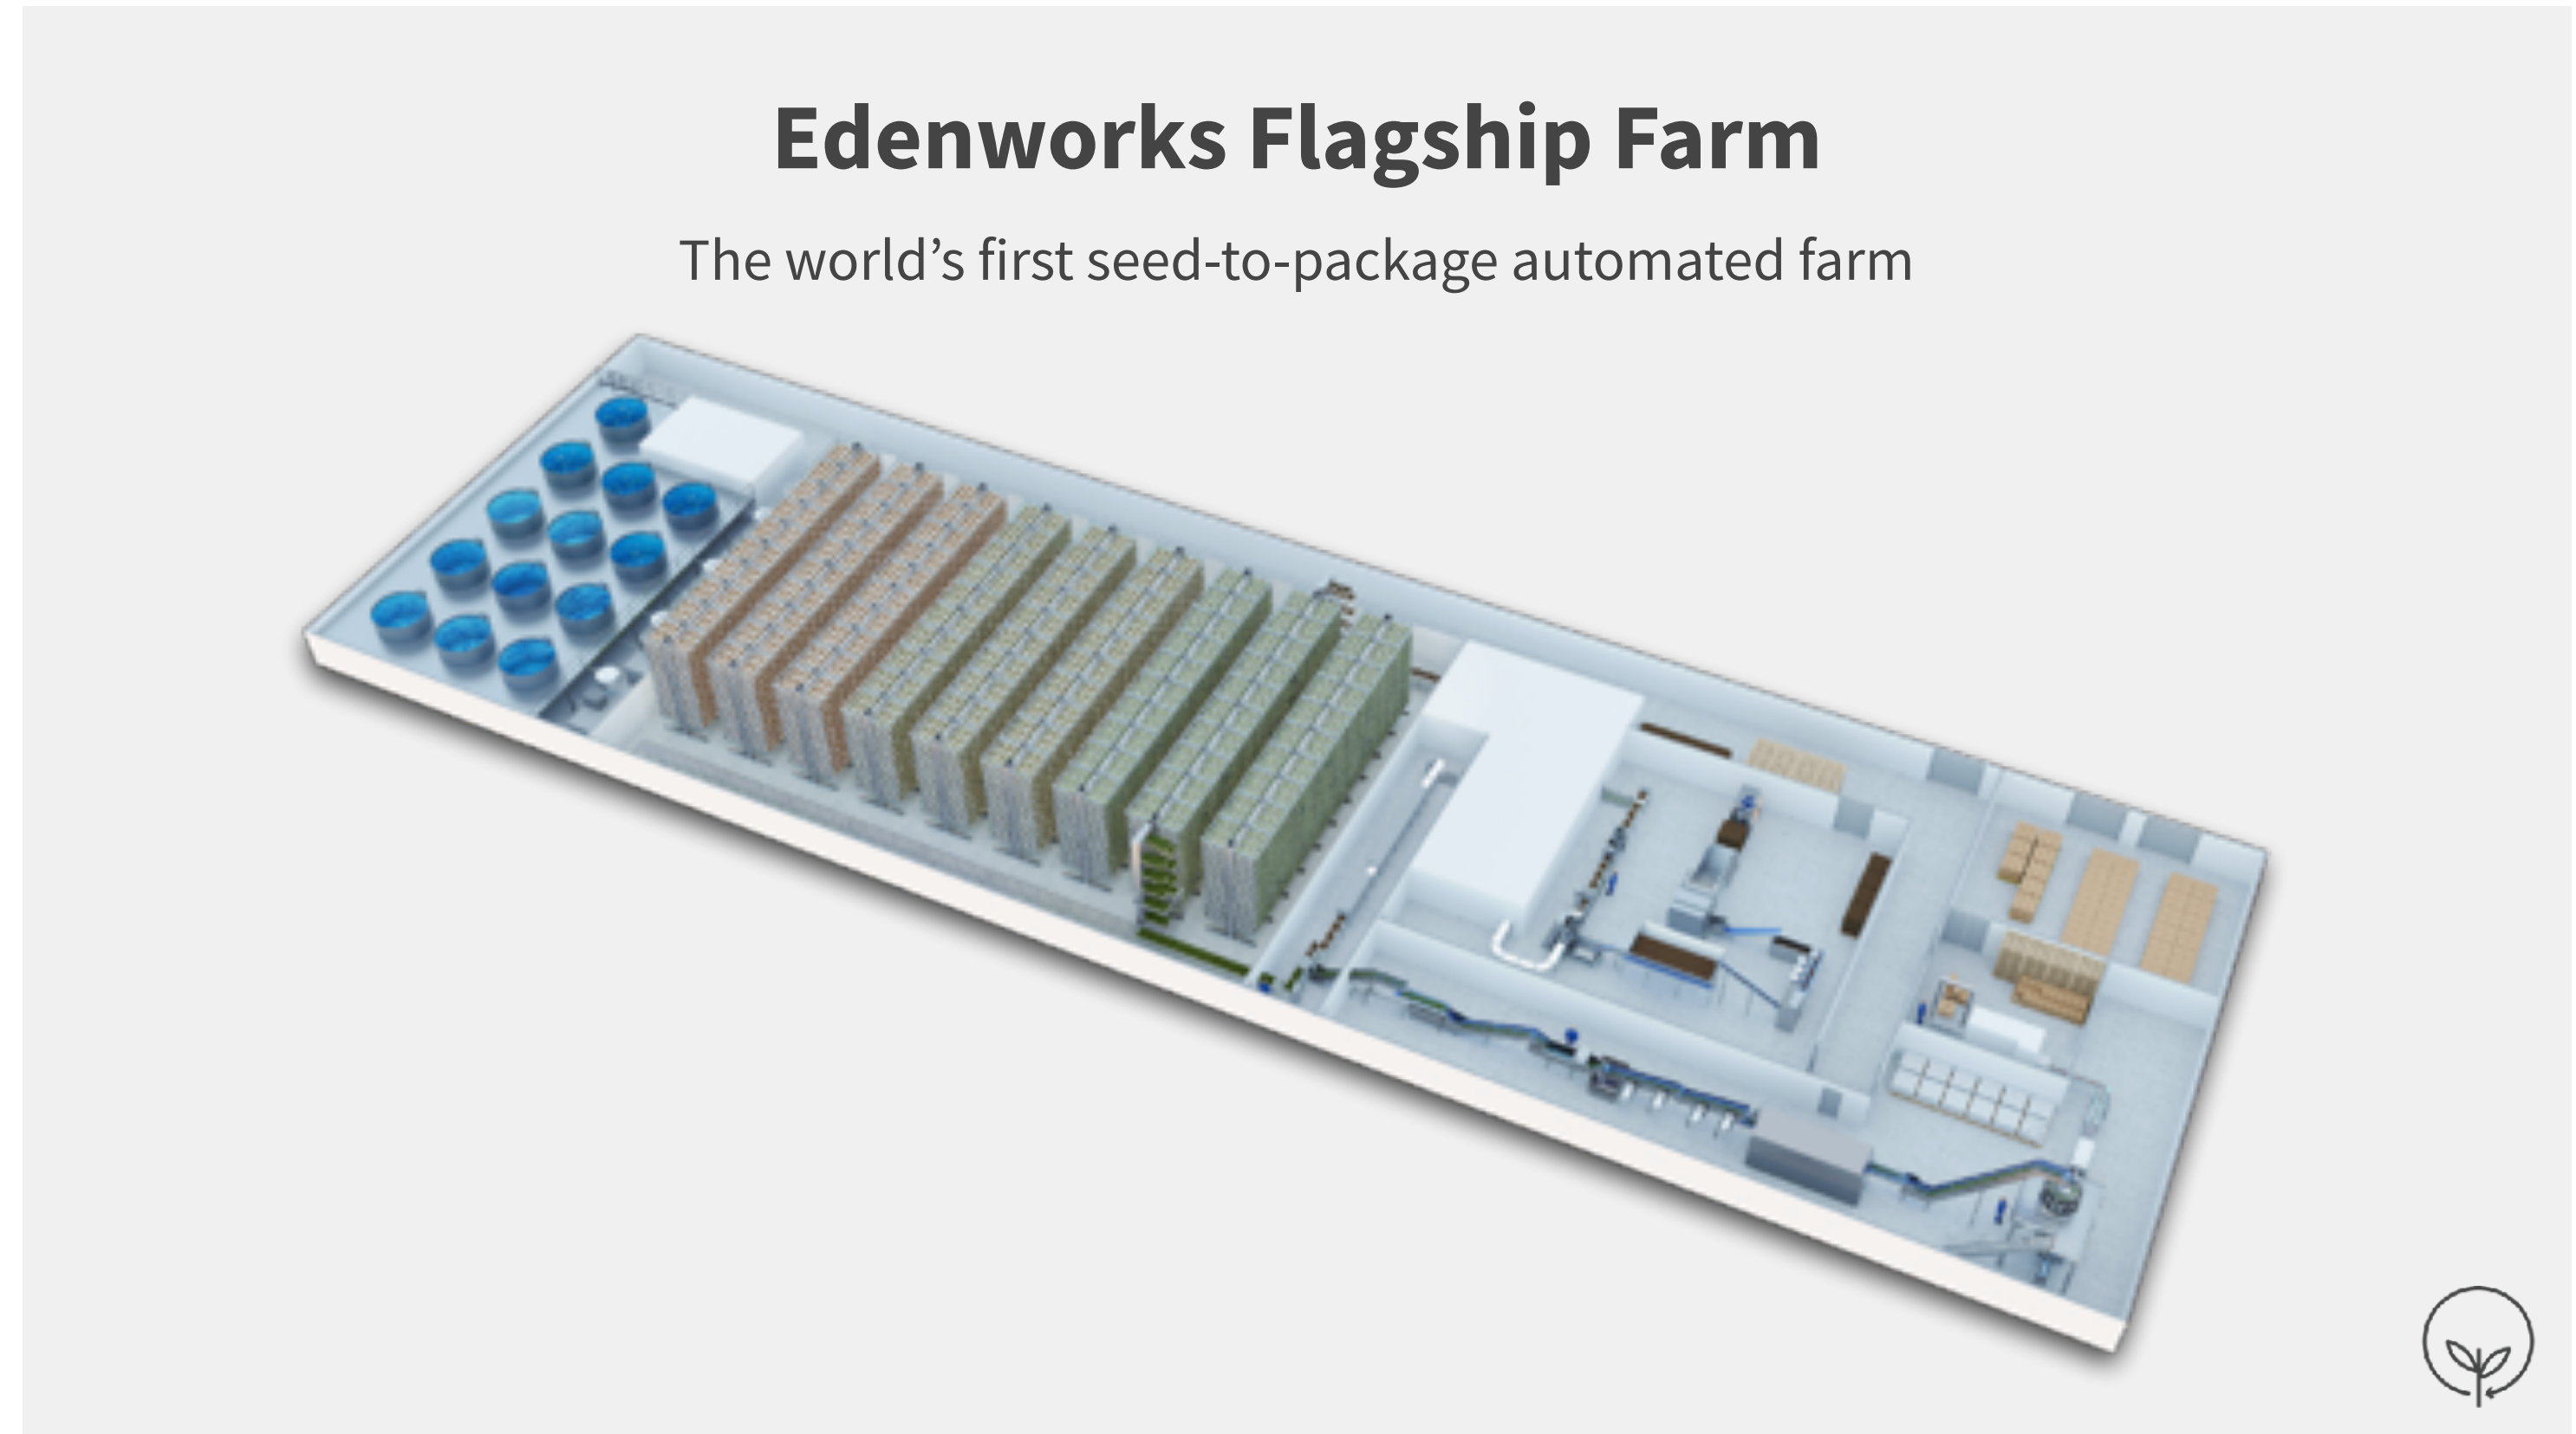 Edenworks Flagship Farm
The world’s first seed-to-package automated farm